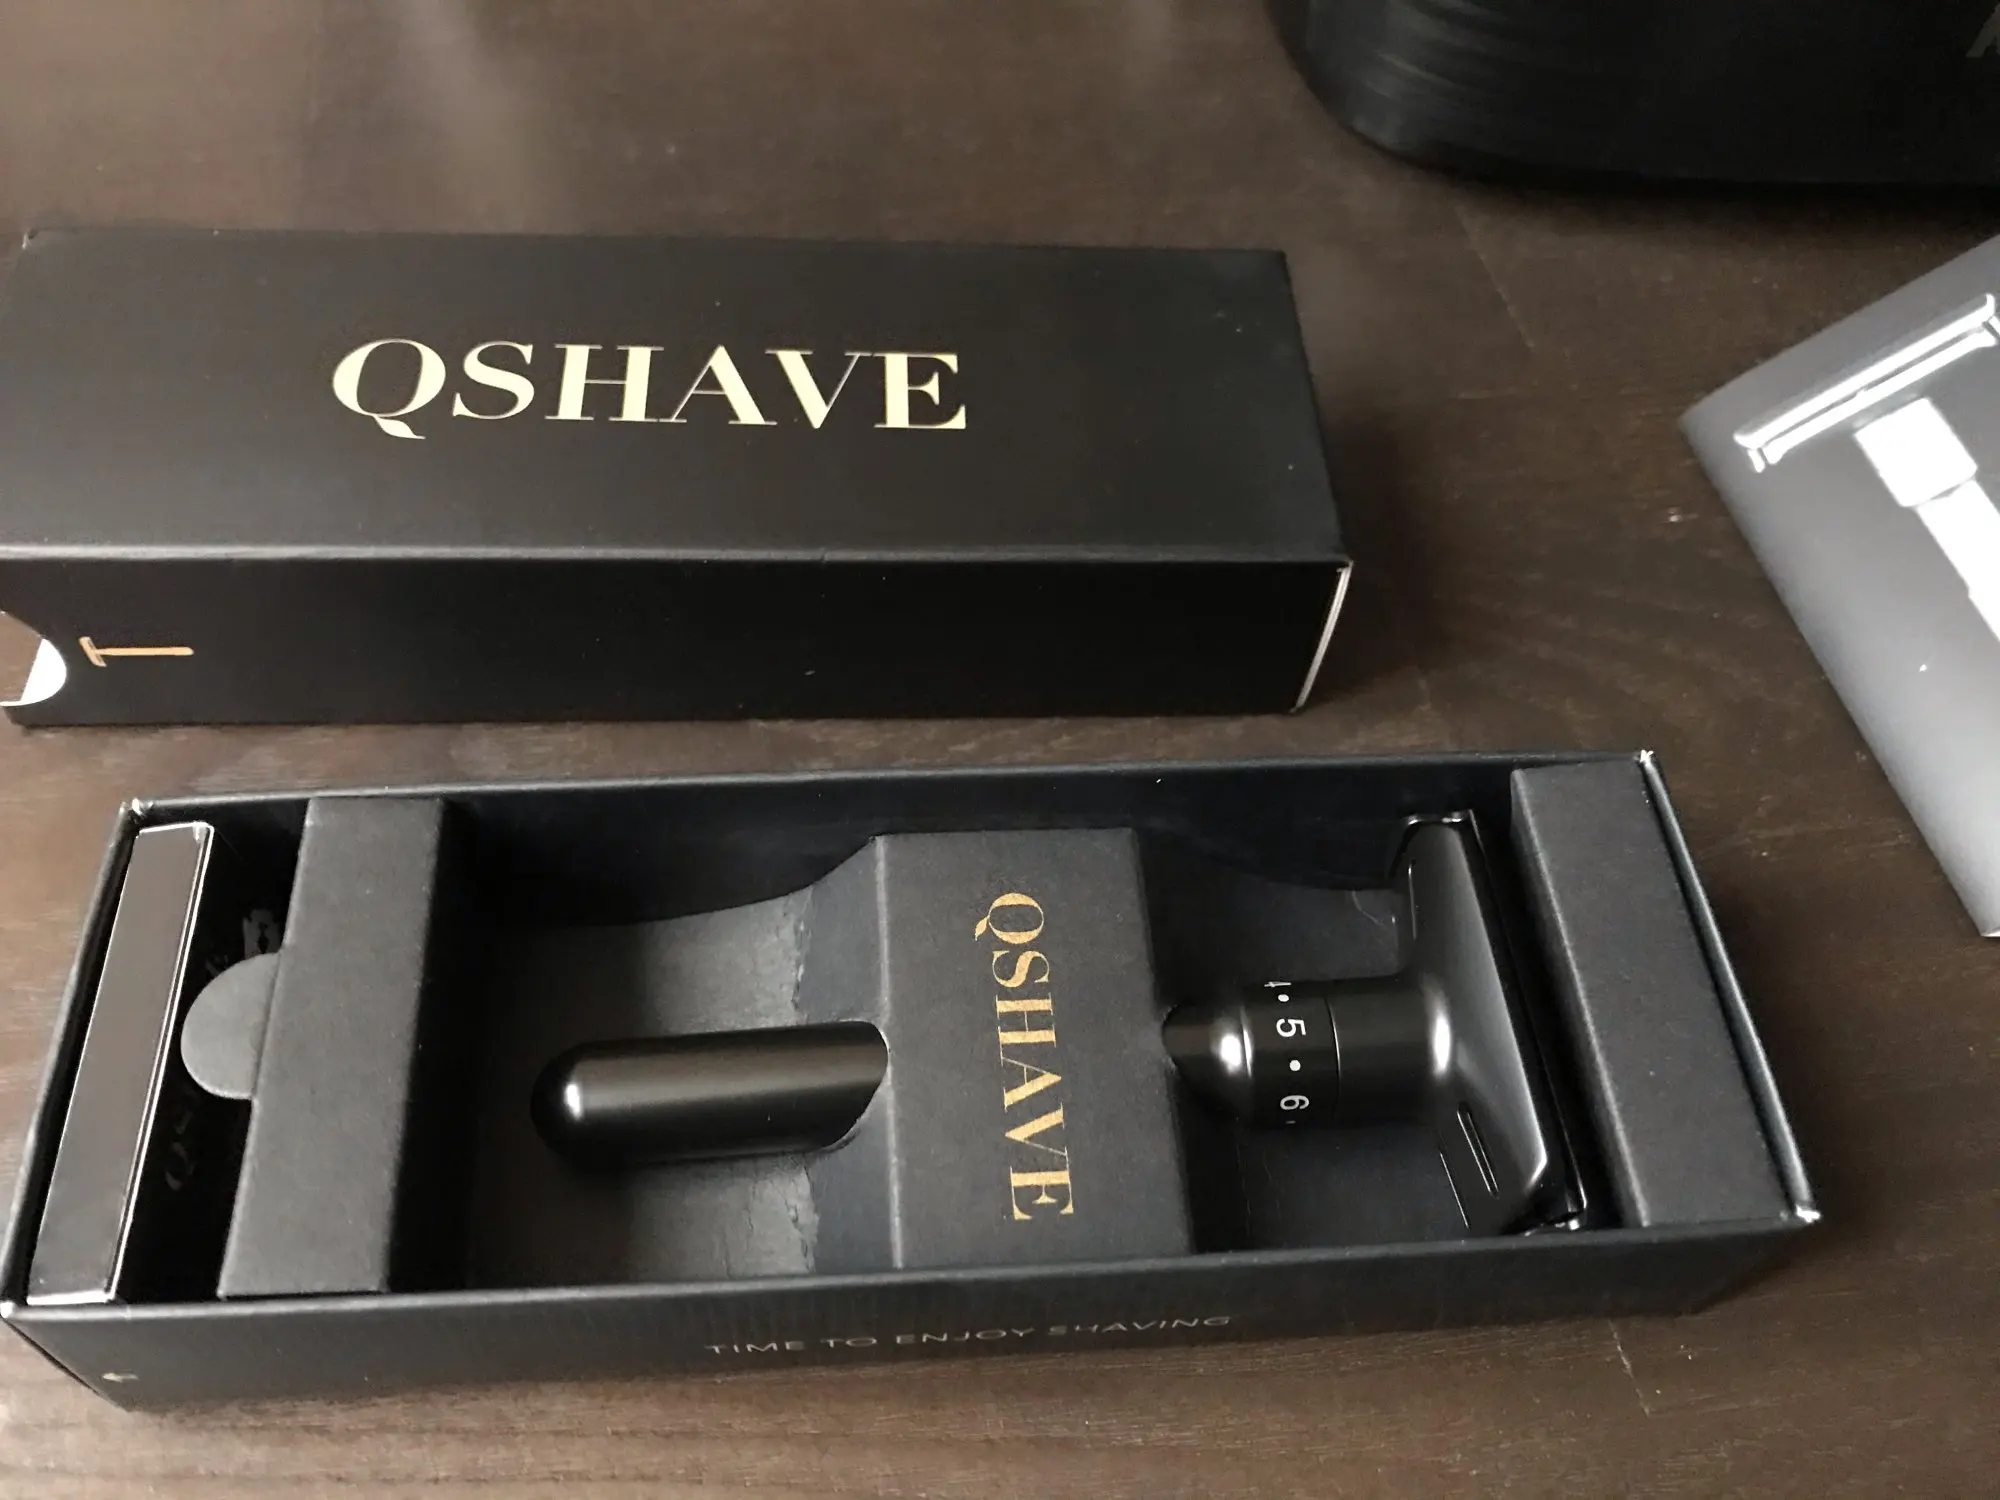 QSHAVE
QSHAVE
4 • 5 • 6
TIME TO ENJOY SHAVING